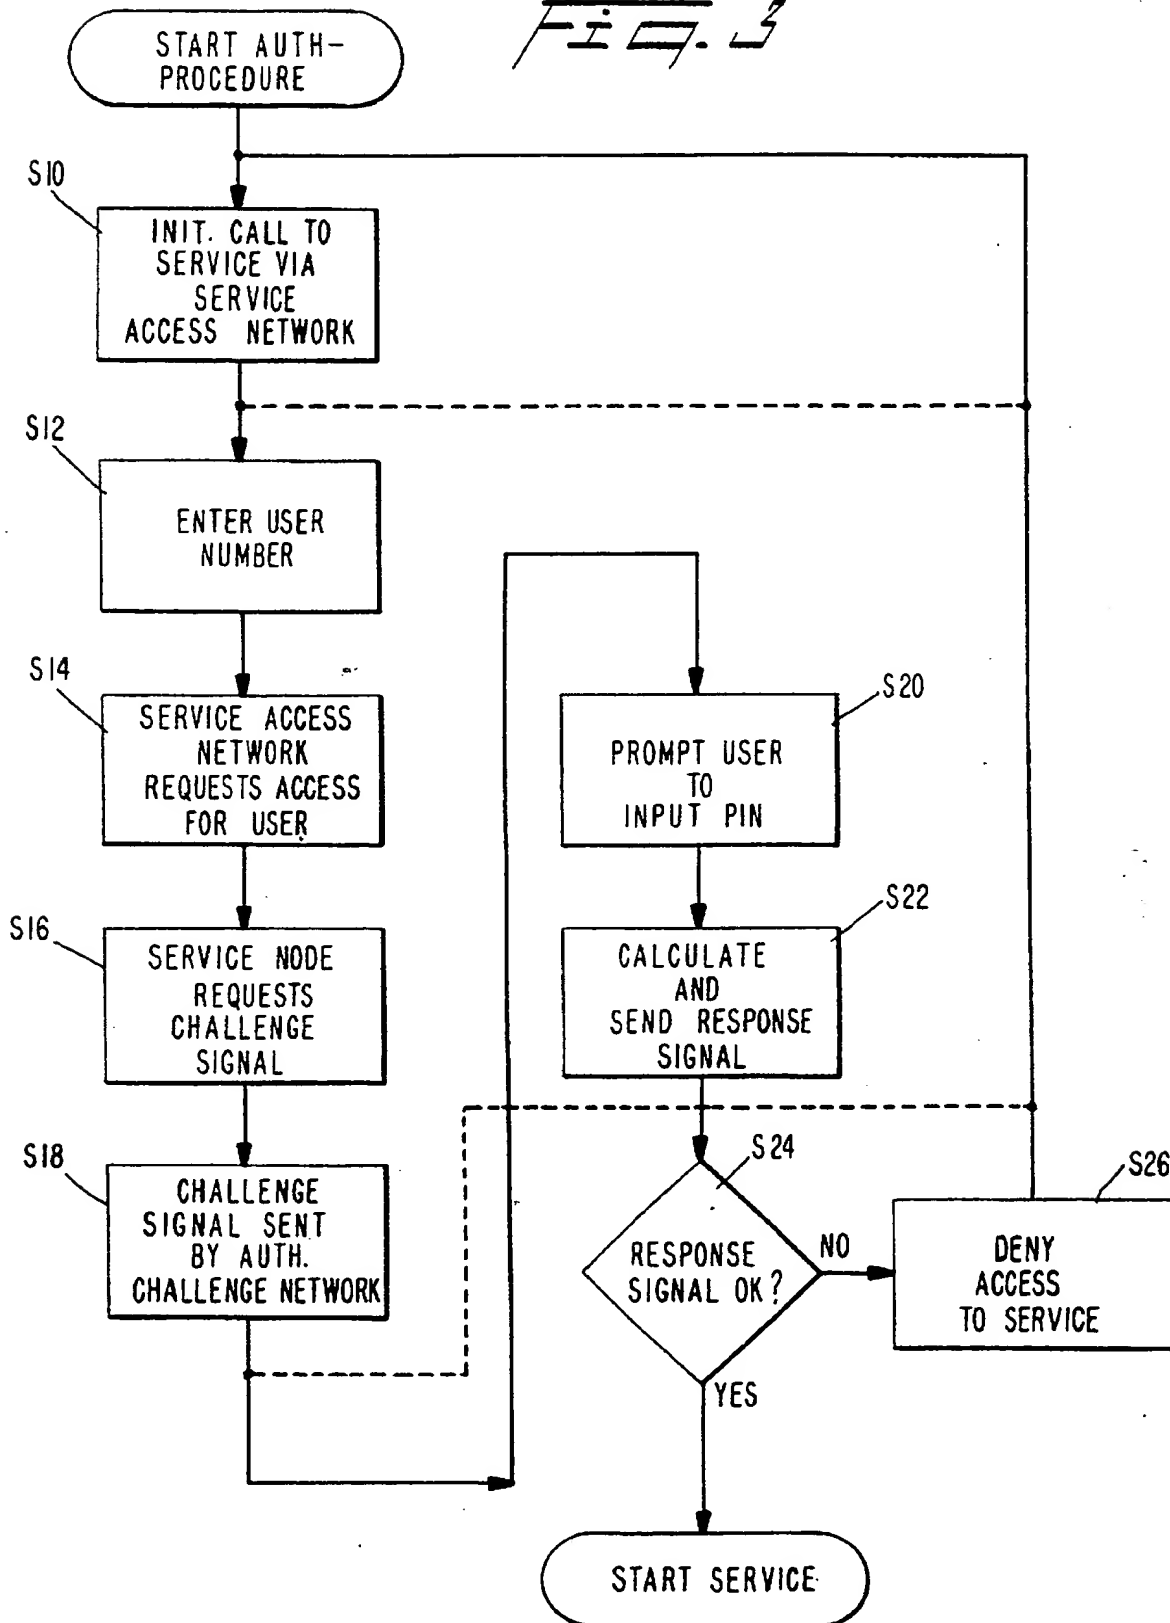 Fig. 3
START AUTH-
PROCEDURE
S10
INIT. CALL TO
SERVICE VIA
SERVICE
ACCESS NETWORK
S12
ENTER USER
NUMBER
S14
SERVICE ACCESS
NETWORK
REQUESTS ACCESS
FOR USER
S16
SERVICE NODE
REQUESTS
CHALLENGE
SIGNAL
S18
CHALLENGE
SIGNAL SENT
BY AUTH.
CHALLENGE NETWORK
S20
PROMPT USER
TO
INPUT PIN
S22
CALCULATE
AND
SEND RESPONSE
SIGNAL
S24
RESPONSE
SIGNAL OK?
NO
YES
S26
DENY
ACCESS
TO SERVICE
START SERVICE